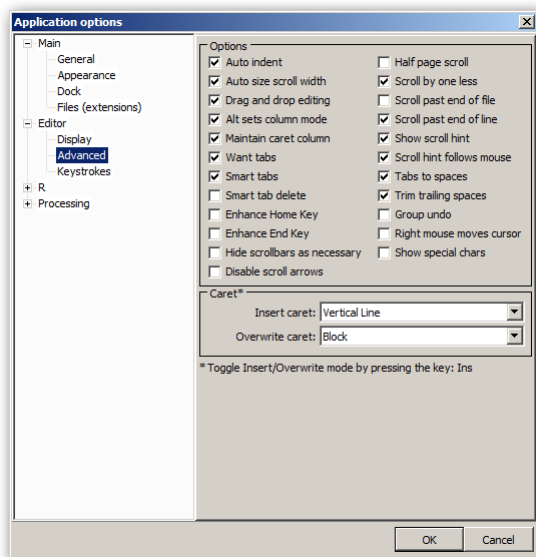 Application options
Main
General
Appearance
Dock
Files (extensions)
Editor
Display
Advanced
Keystrokes
R
Processing
Options
Auto indent
Auto size scroll width
Drag and drop editing
Alt sets column mode
Maintain caret column
Want tabs
Smart tabs
Smart tab delete
Enhance Home Key
Enhance End Key
Hide scrollbars as necessary
Disable scroll arrows
Half page scroll
Scroll by one less
Scroll past end of file
Scroll past end of line
Show scroll hint
Scroll hint follows mouse
Tabs to spaces
Trim trailing spaces
Group undo
Right mouse moves cursor
Show special chars
Caret*
Insert caret: Vertical Line
Overwrite caret: Block
* Toggle Insert/Overwrite mode by pressing the key: Ins
OK Cancel